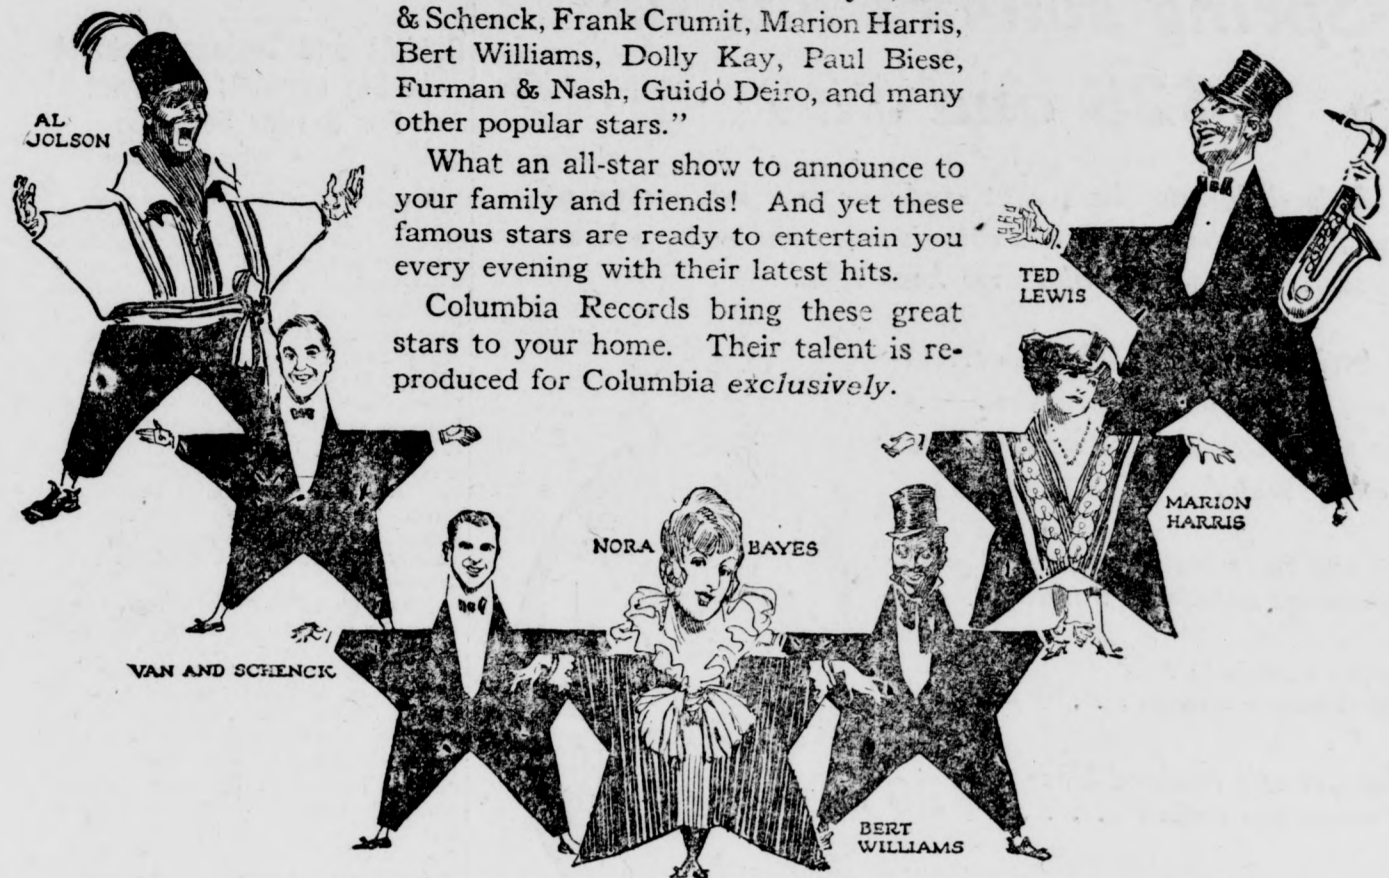 & Schenck, Frank Crumit, Marion Harris,
Bert Williams, Dolly Kay, Paul Biese,
Furman & Nash, Guidó Deiro, and many
other popular stars."
What an all-star show to announce to
your family and friends! And yet these
famous stars are ready to entertain you
every evening with their latest hits.
Columbia Records bring these great
stars to your home. Their talent is re-
produced for Columbia exclusively.
AL
JOLSON
TED
LEWIS
MARION
HARRIS
NORA BAYES
VAN AND SCHENCK
BERT
WILLIAMS